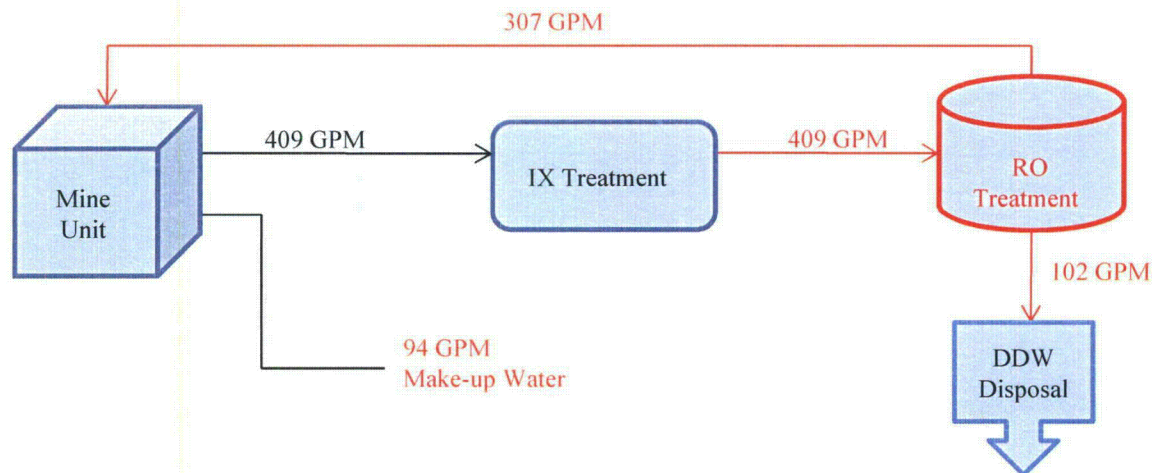 307 GPM
409 GPM
409 GPM
Mine
Unit
IX Treatment
RO
Treatment
102 GPM
94 GPM
Make-up Water
DDW
Disposal